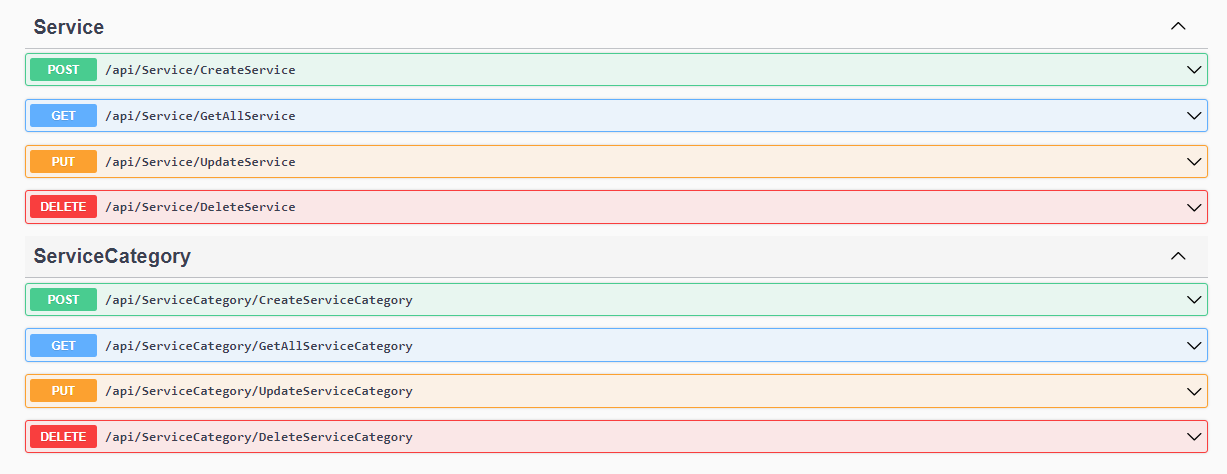 Service
POST /api/Service/CreateService
GET /api/Service/GetAllService
PUT /api/Service/UpdateService
DELETE /api/Service/DeleteService
ServiceCategory
POST /api/ServiceCategory/CreateServiceCategory
GET /api/ServiceCategory/GetAllServiceCategory
PUT /api/ServiceCategory/UpdateServiceCategory
DELETE /api/ServiceCategory/DeleteServiceCategory